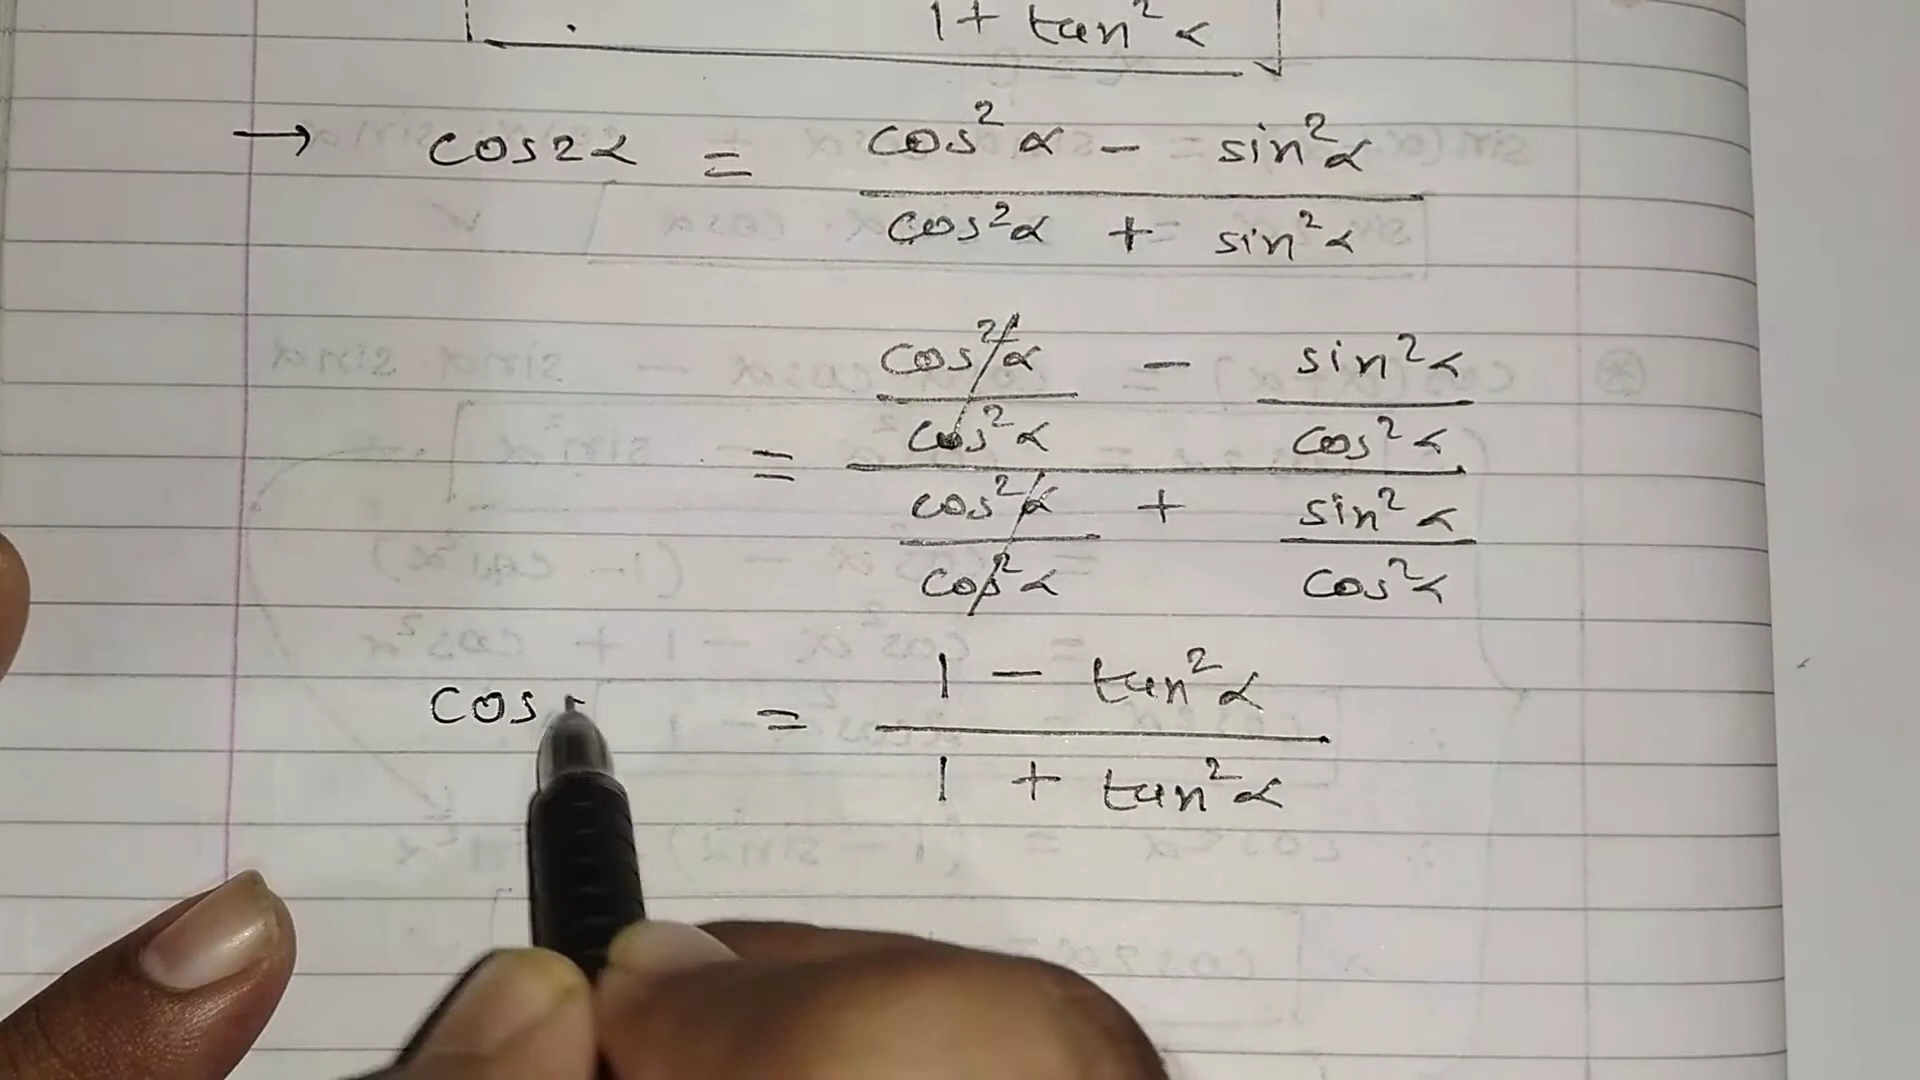 1 + tan²α
→ cos2α = (cos²α - sin²α) / (cos²α + sin²α)
= (cos²α/cos²α - sin²α/cos²α) / (cos²α/cos²α + sin²α/cos²α)
cos = (1 - tan²α) / (1 + tan²α)